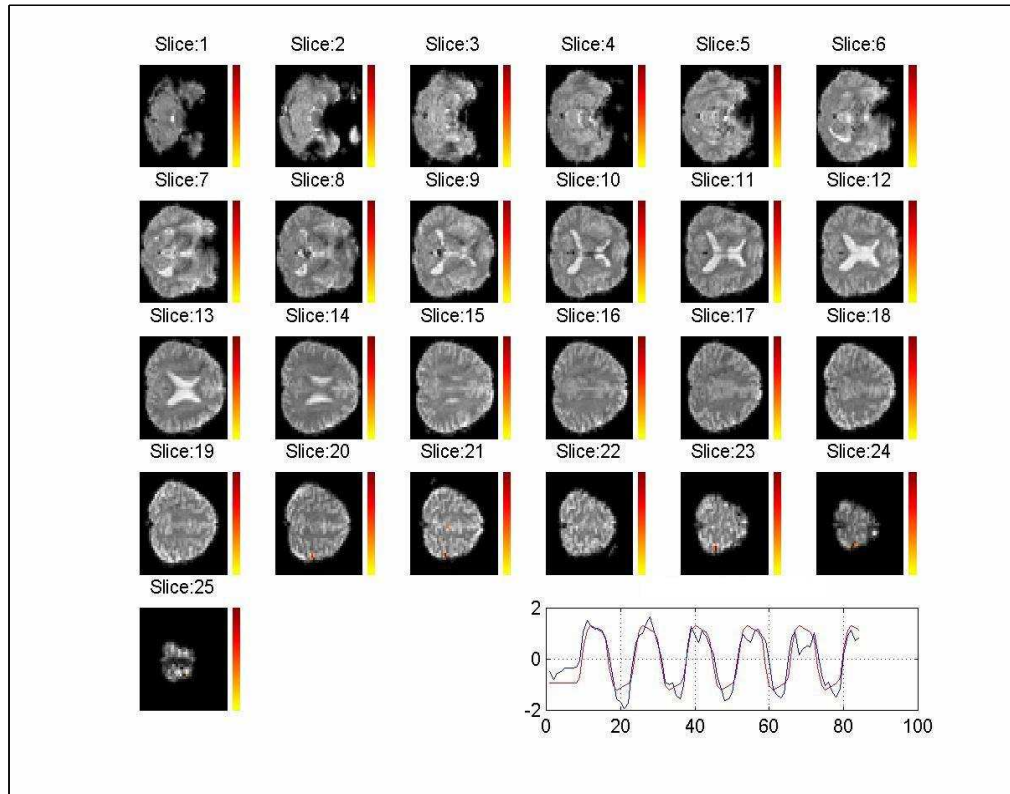 Slice:1 Slice:2 Slice:3 Slice:4 Slice:5 Slice:6
Slice:7 Slice:8 Slice:9 Slice:10 Slice:11 Slice:12
Slice:13 Slice:14 Slice:15 Slice:16 Slice:17 Slice:18
Slice:19 Slice:20 Slice:21 Slice:22 Slice:23 Slice:24
Slice:25
2
0
-2
0 20 40 60 80 100